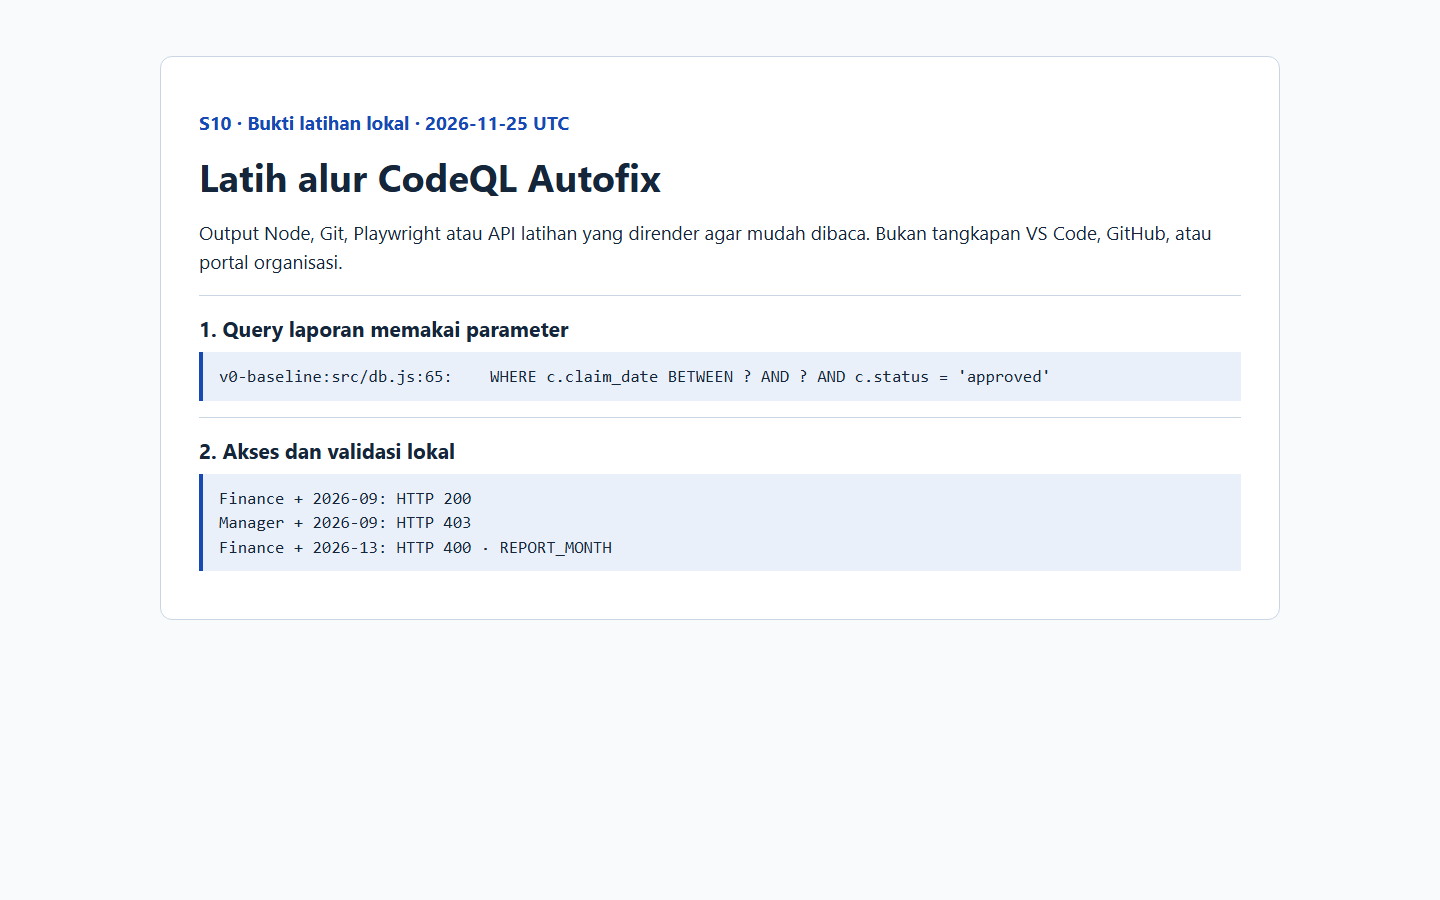 S10 · Bukti latihan lokal · 2026-11-25 UTC
Latih alur CodeQL Autofix
Output Node, Git, Playwright atau API latihan yang dirender agar mudah dibaca. Bukan tangkapan VS Code, GitHub, atau
portal organisasi.
1. Query laporan memakai parameter
v0-baseline:src/db.js:65:    WHERE c.claim_date BETWEEN ? AND ? AND c.status = 'approved'
2. Akses dan validasi lokal
Finance + 2026-09: HTTP 200
Manager + 2026-09: HTTP 403
Finance + 2026-13: HTTP 400 · REPORT_MONTH